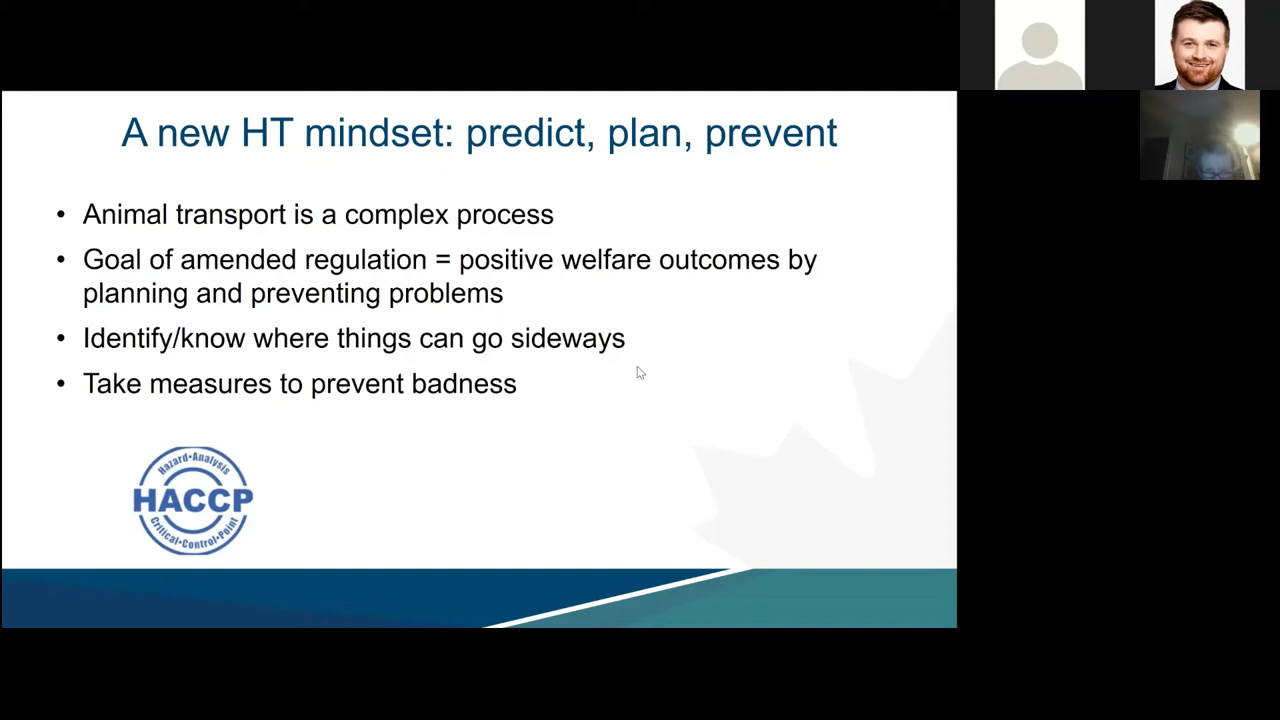 A new HT mindset: predict, plan, prevent
• Animal transport is a complex process
• Goal of amended regulation = positive welfare outcomes by
planning and preventing problems
• Identify/know where things can go sideways
• Take measures to prevent badness
Hazard•Analysis
HACCP
Critical•Control•Point